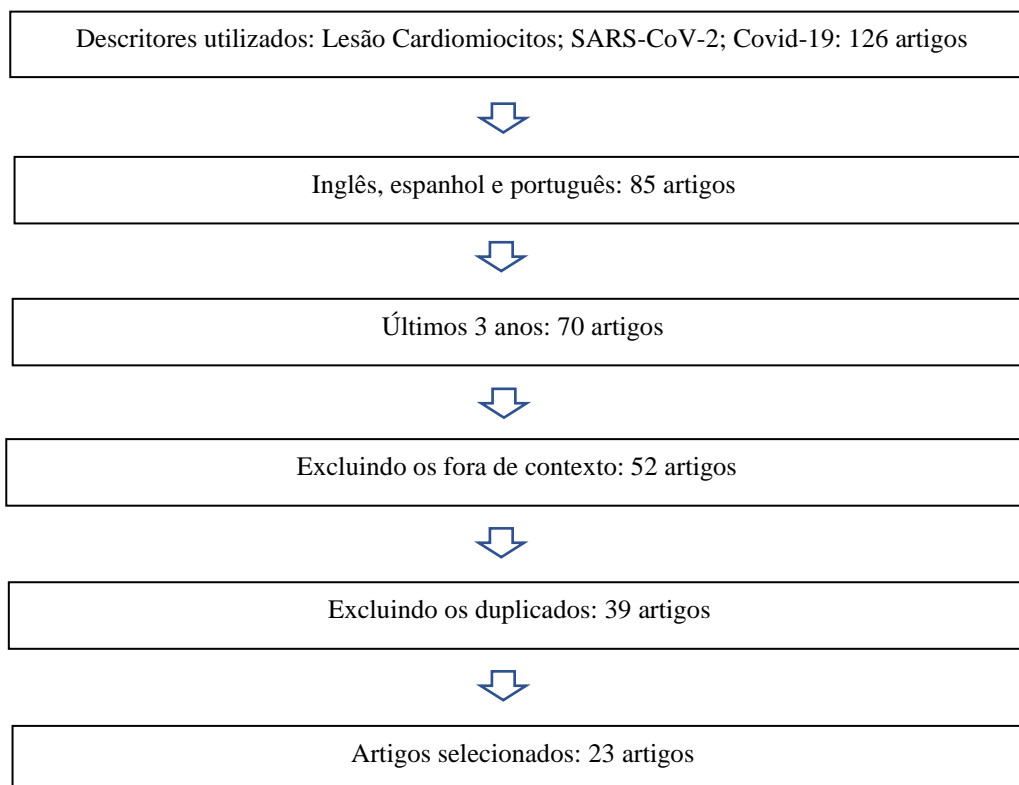 Descritores utilizados: Lesão Cardiomiocitos; SARS-CoV-2; Covid-19: 126 artigos
Inglês, espanhol e português: 85 artigos
Últimos 3 anos: 70 artigos
Excluindo os fora de contexto: 52 artigos
Excluindo os duplicados: 39 artigos
Artigos selecionados: 23 artigos